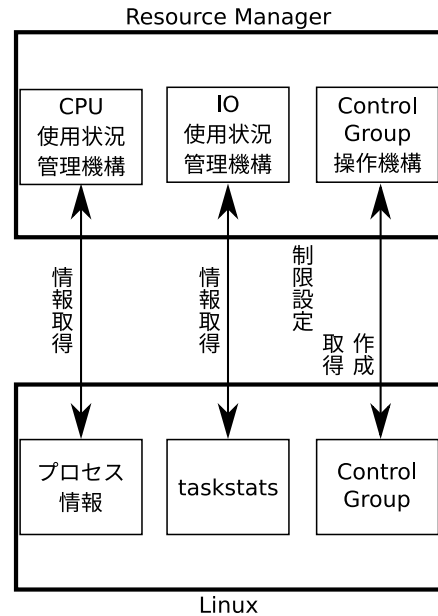 Resource Manager
CPU
使用状況
管理機構
IO
使用状況
管理機構
Control
Group
操作機構
情報取得
情報取得
制限設定
作成
取得
プロセス
情報
taskstats
Control
Group
Linux